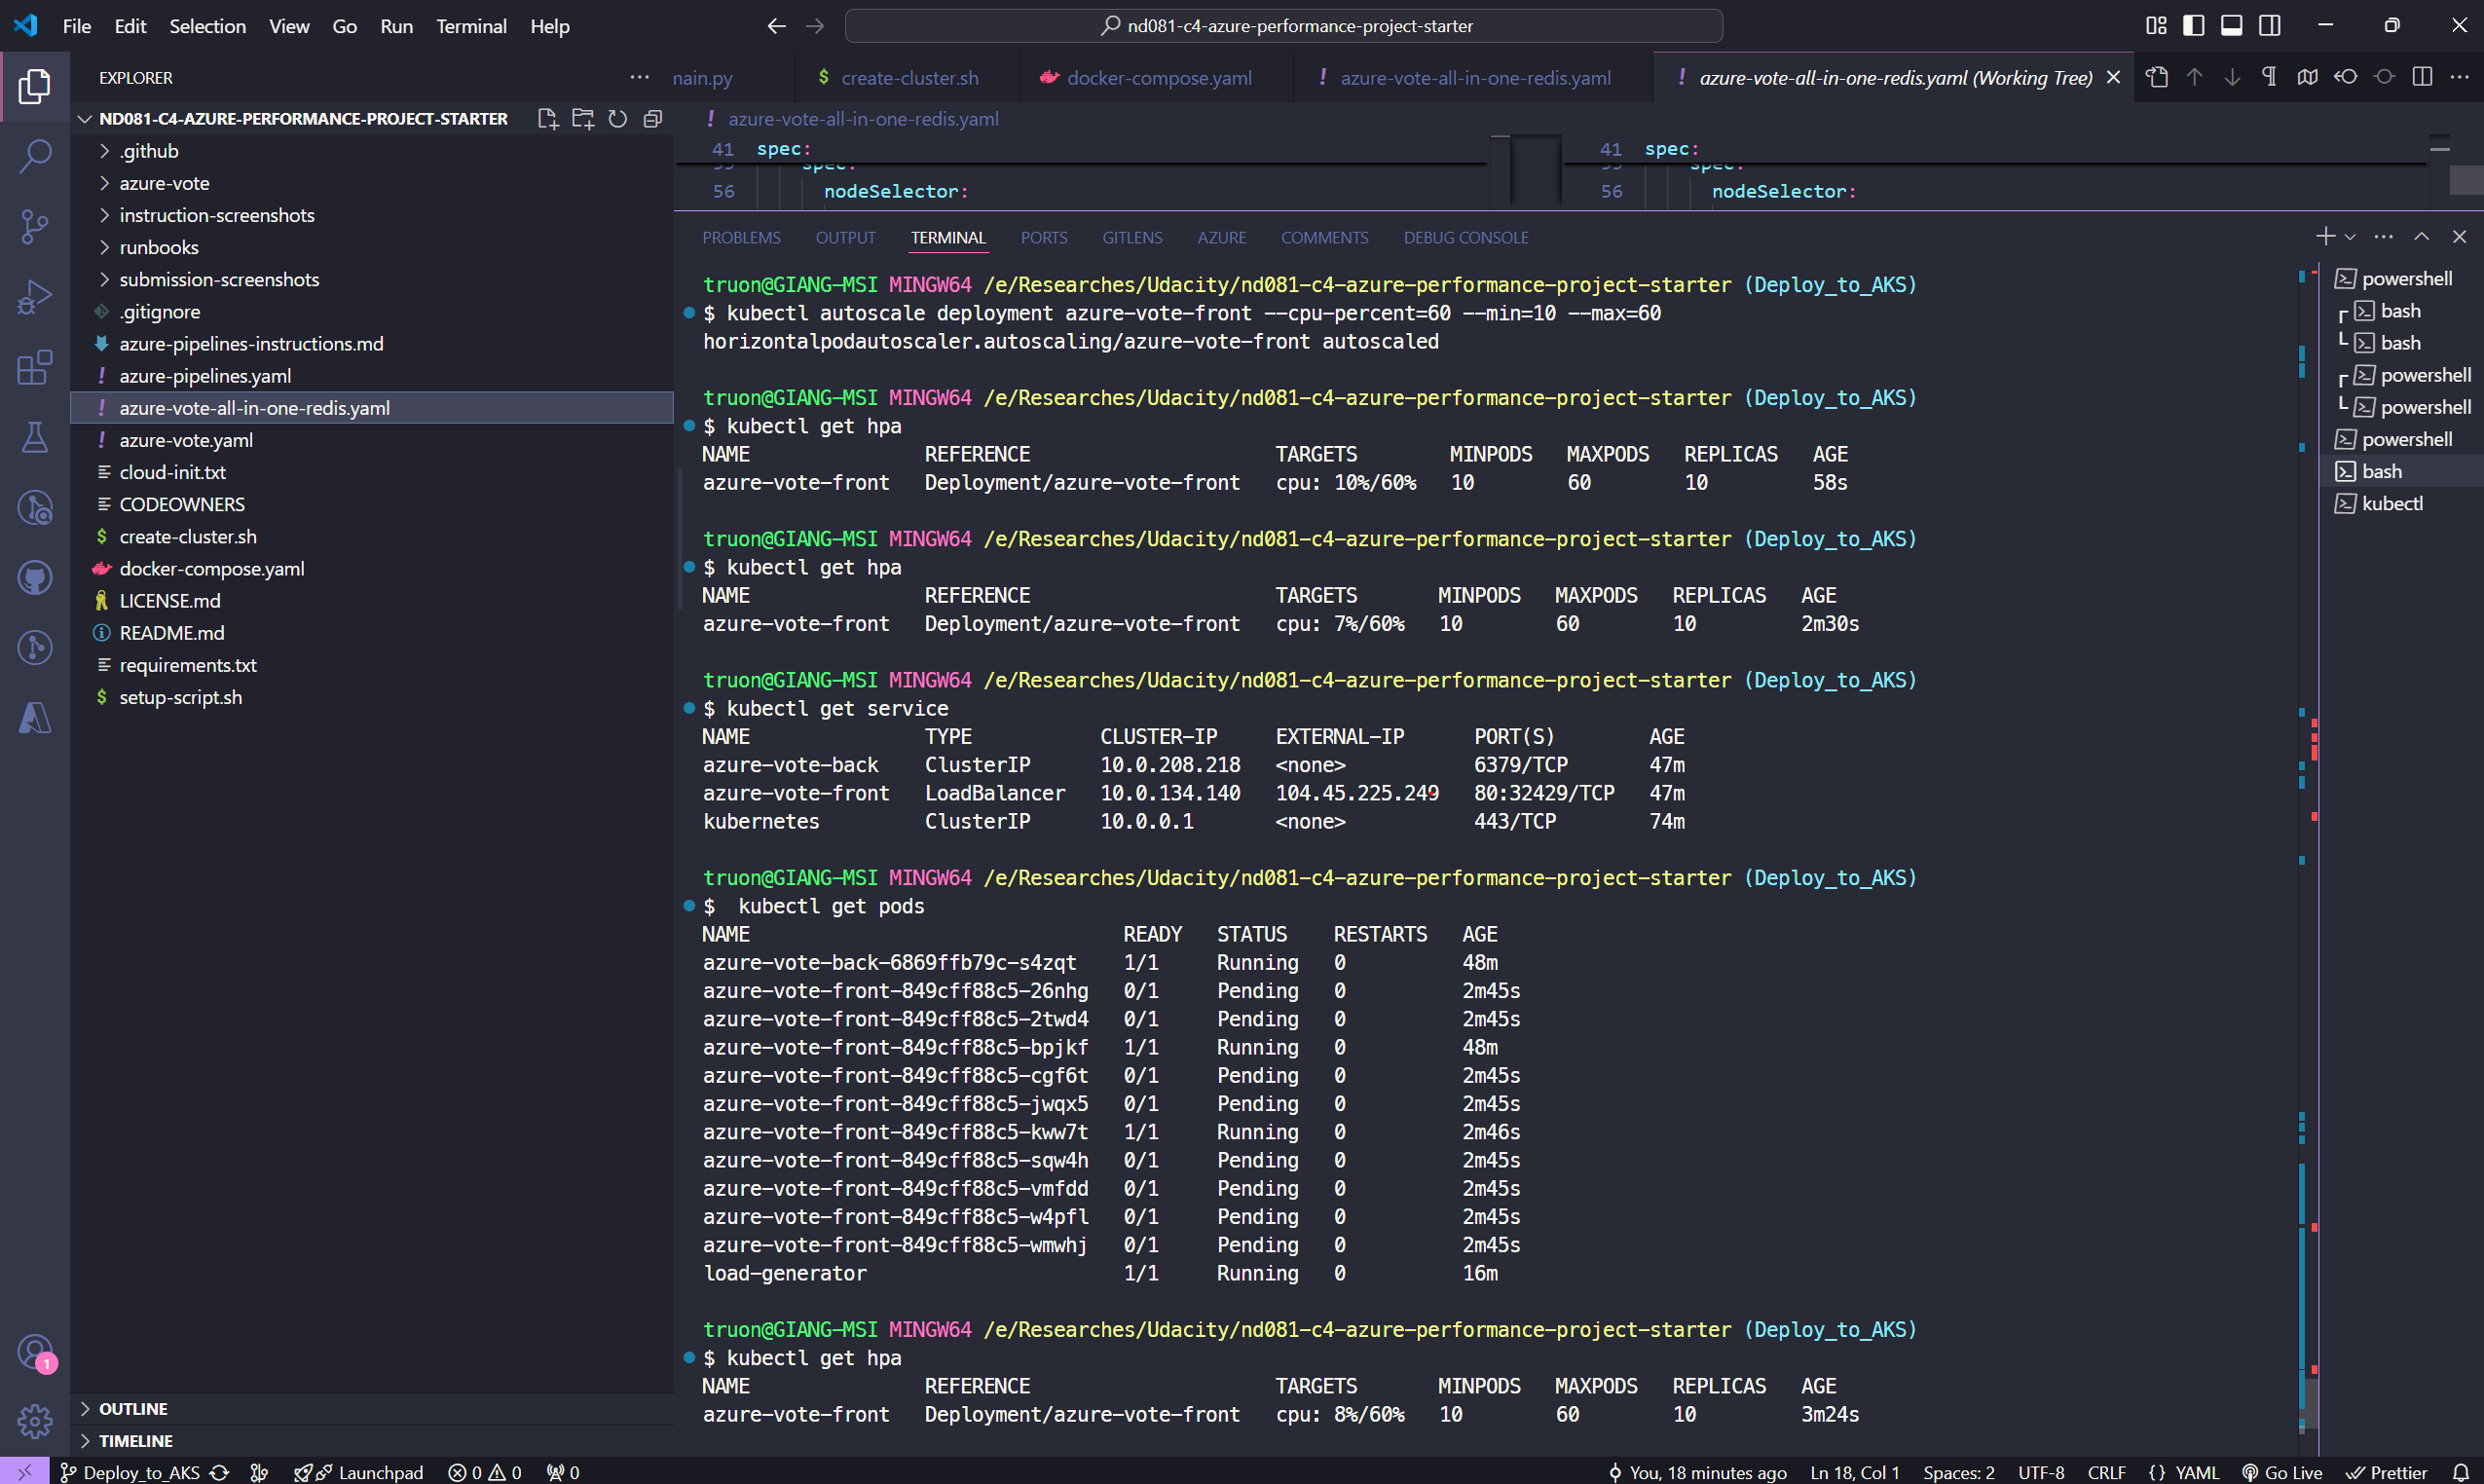 File Edit Selection View Go Run Terminal Help
nd081-c4-azure-performance-project-starter
EXPLORER
main.py
$ create-cluster.sh
docker-compose.yaml
! azure-vote-all-in-one-redis.yaml
! azure-vote-all-in-one-redis.yaml (Working Tree)
ND081-C4-AZURE-PERFORMANCE-PROJECT-STARTER
.github
azure-vote
instruction-screenshots
runbooks
submission-screenshots
.gitignore
azure-pipelines-instructions.md
! azure-pipelines.yaml
! azure-vote-all-in-one-redis.yaml
! azure-vote.yaml
cloud-init.txt
CODEOWNERS
$ create-cluster.sh
docker-compose.yaml
LICENSE.md
README.md
requirements.txt
$ setup-script.sh
OUTLINE
TIMELINE
! azure-vote-all-in-one-redis.yaml
41 spec:
56 nodeSelector:
41 spec:
56 nodeSelector:
PROBLEMS OUTPUT TERMINAL PORTS GITLENS AZURE COMMENTS DEBUG CONSOLE
truon@GIANG-MSI MINGW64 /e/Researches/Udacity/nd081-c4-azure-performance-project-starter (Deploy_to_AKS)
$ kubectl autoscale deployment azure-vote-front --cpu-percent=60 --min=10 --max=60
horizontalpodautoscaler.autoscaling/azure-vote-front autoscaled
truon@GIANG-MSI MINGW64 /e/Researches/Udacity/nd081-c4-azure-performance-project-starter (Deploy_to_AKS)
$ kubectl get hpa
NAME REFERENCE TARGETS MINPODS MAXPODS REPLICAS AGE
azure-vote-front Deployment/azure-vote-front cpu: 10%/60% 10 60 10 58s
truon@GIANG-MSI MINGW64 /e/Researches/Udacity/nd081-c4-azure-performance-project-starter (Deploy_to_AKS)
$ kubectl get hpa
NAME REFERENCE TARGETS MINPODS MAXPODS REPLICAS AGE
azure-vote-front Deployment/azure-vote-front cpu: 7%/60% 10 60 10 2m30s
truon@GIANG-MSI MINGW64 /e/Researches/Udacity/nd081-c4-azure-performance-project-starter (Deploy_to_AKS)
$ kubectl get service
NAME TYPE CLUSTER-IP EXTERNAL-IP PORT(S) AGE
azure-vote-back ClusterIP 10.0.208.218 <none> 6379/TCP 47m
azure-vote-front LoadBalancer 10.0.134.140 104.45.225.249 80:32429/TCP 47m
kubernetes ClusterIP 10.0.0.1 <none> 443/TCP 74m
truon@GIANG-MSI MINGW64 /e/Researches/Udacity/nd081-c4-azure-performance-project-starter (Deploy_to_AKS)
$ kubectl get pods
NAME READY STATUS RESTARTS AGE
azure-vote-back-6869ffb79c-s4zqt 1/1 Running 0 48m
azure-vote-front-849cff88c5-26nhg 0/1 Pending 0 2m45s
azure-vote-front-849cff88c5-2twd4 0/1 Pending 0 2m45s
azure-vote-front-849cff88c5-bpjkf 1/1 Running 0 48m
azure-vote-front-849cff88c5-cgf6t 0/1 Pending 0 2m45s
azure-vote-front-849cff88c5-jwqx5 0/1 Pending 0 2m45s
azure-vote-front-849cff88c5-kww7t 1/1 Running 0 2m46s
azure-vote-front-849cff88c5-sqw4h 0/1 Pending 0 2m45s
azure-vote-front-849cff88c5-vmfdd 0/1 Pending 0 2m45s
azure-vote-front-849cff88c5-w4pfl 0/1 Pending 0 2m45s
azure-vote-front-849cff88c5-wmwhj 0/1 Pending 0 2m45s
load-generator 1/1 Running 0 16m
truon@GIANG-MSI MINGW64 /e/Researches/Udacity/nd081-c4-azure-performance-project-starter (Deploy_to_AKS)
$ kubectl get hpa
NAME REFERENCE TARGETS MINPODS MAXPODS REPLICAS AGE
azure-vote-front Deployment/azure-vote-front cpu: 8%/60% 10 60 10 3m24s
powershell
bash
bash
powershell
powershell
powershell
bash
kubectl
1
Deploy_to_AKS Launchpad 0 0 0 You, 18 minutes ago Ln 18, Col 1 Spaces: 2 UTF-8 CRLF {} YAML Go Live Prettier